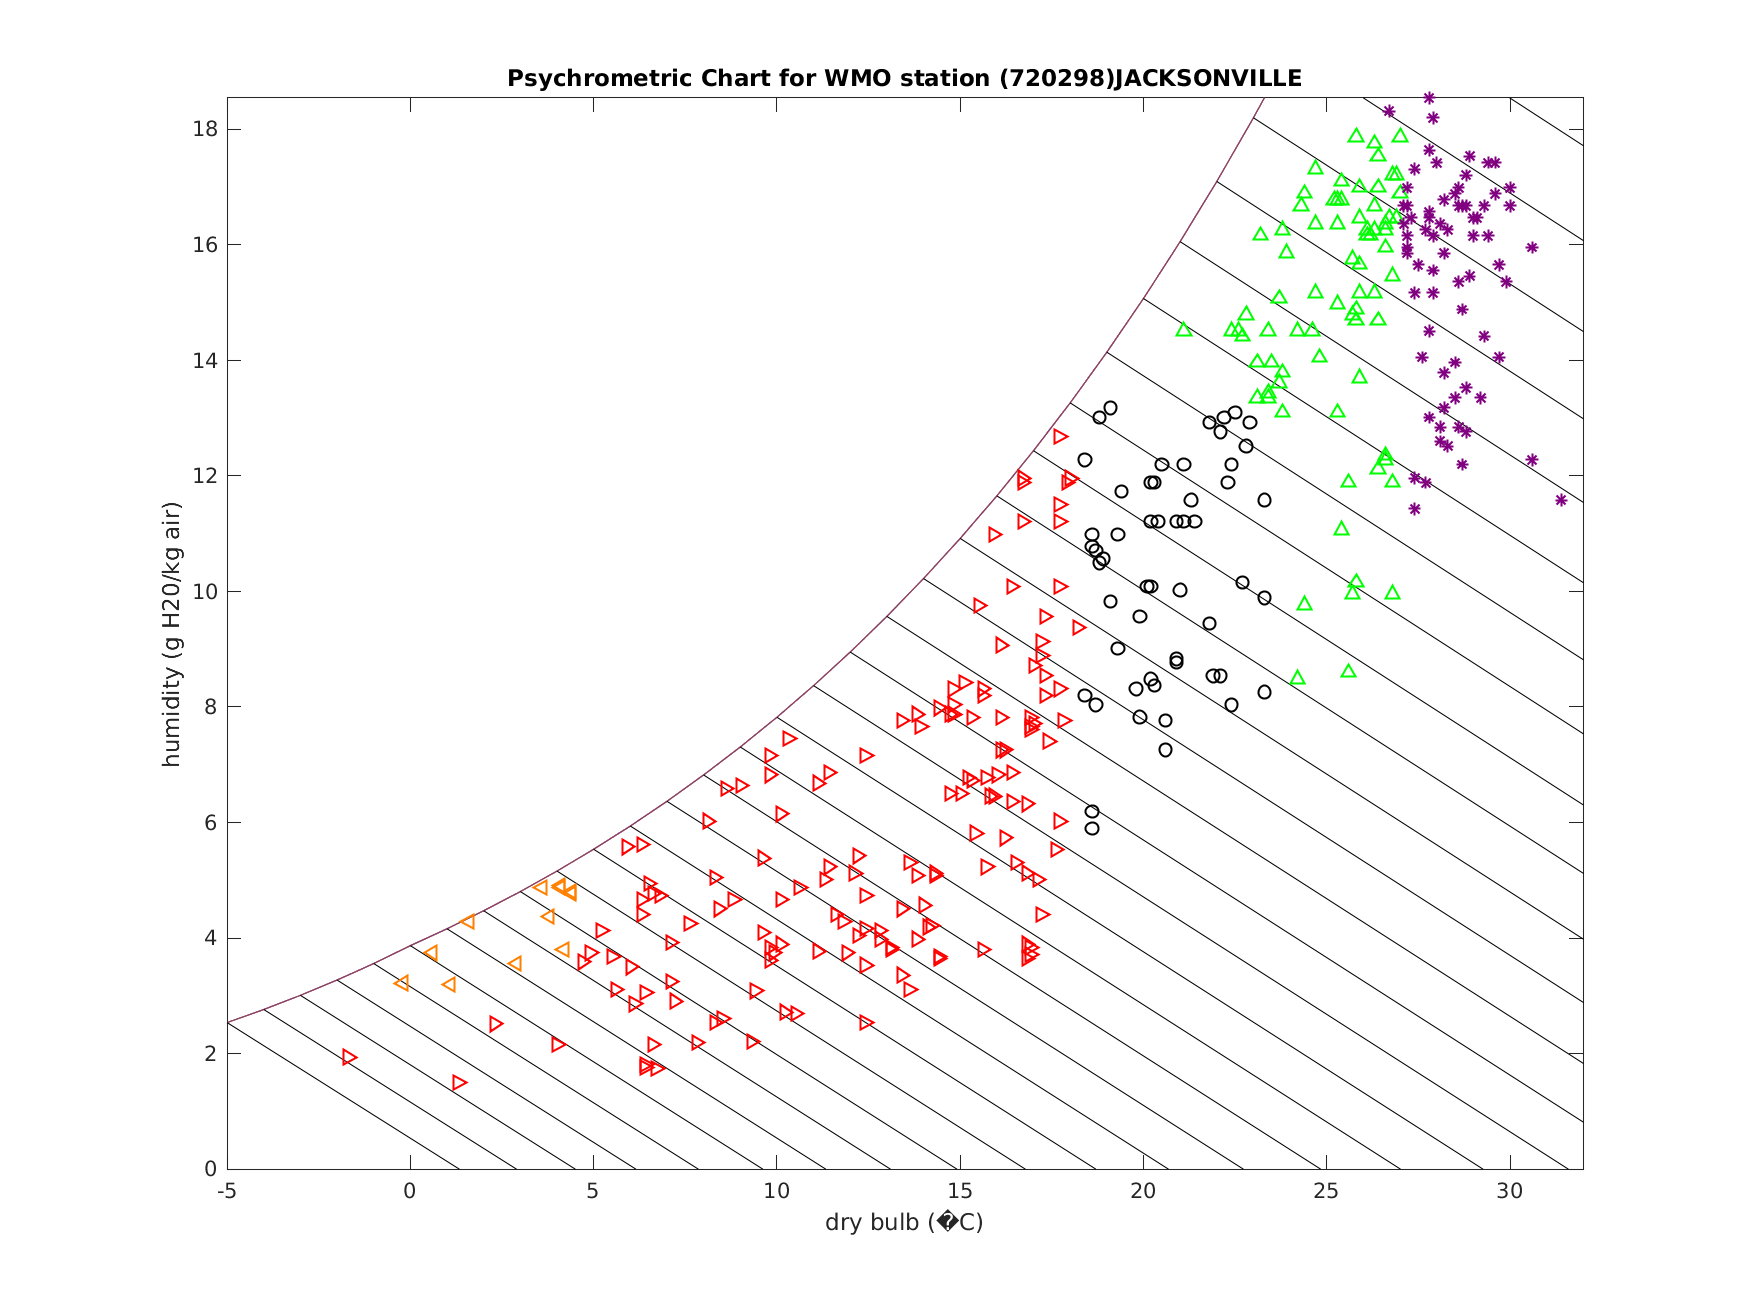 Psychrometric Chart for WMO station (720298)JACKSONVILLE
18
16
14
12
10
8
6
4
2
0
humidity (g H20/kg air)
-5 0 5 10 15 20 25 30
dry bulb (�C)